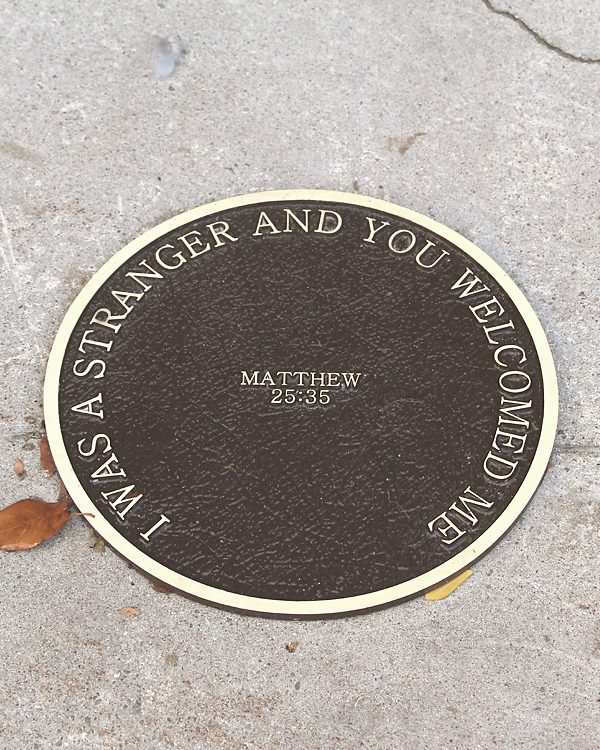 I WAS A STRANGER AND YOU WELCOMED ME
MATTHEW
25:35